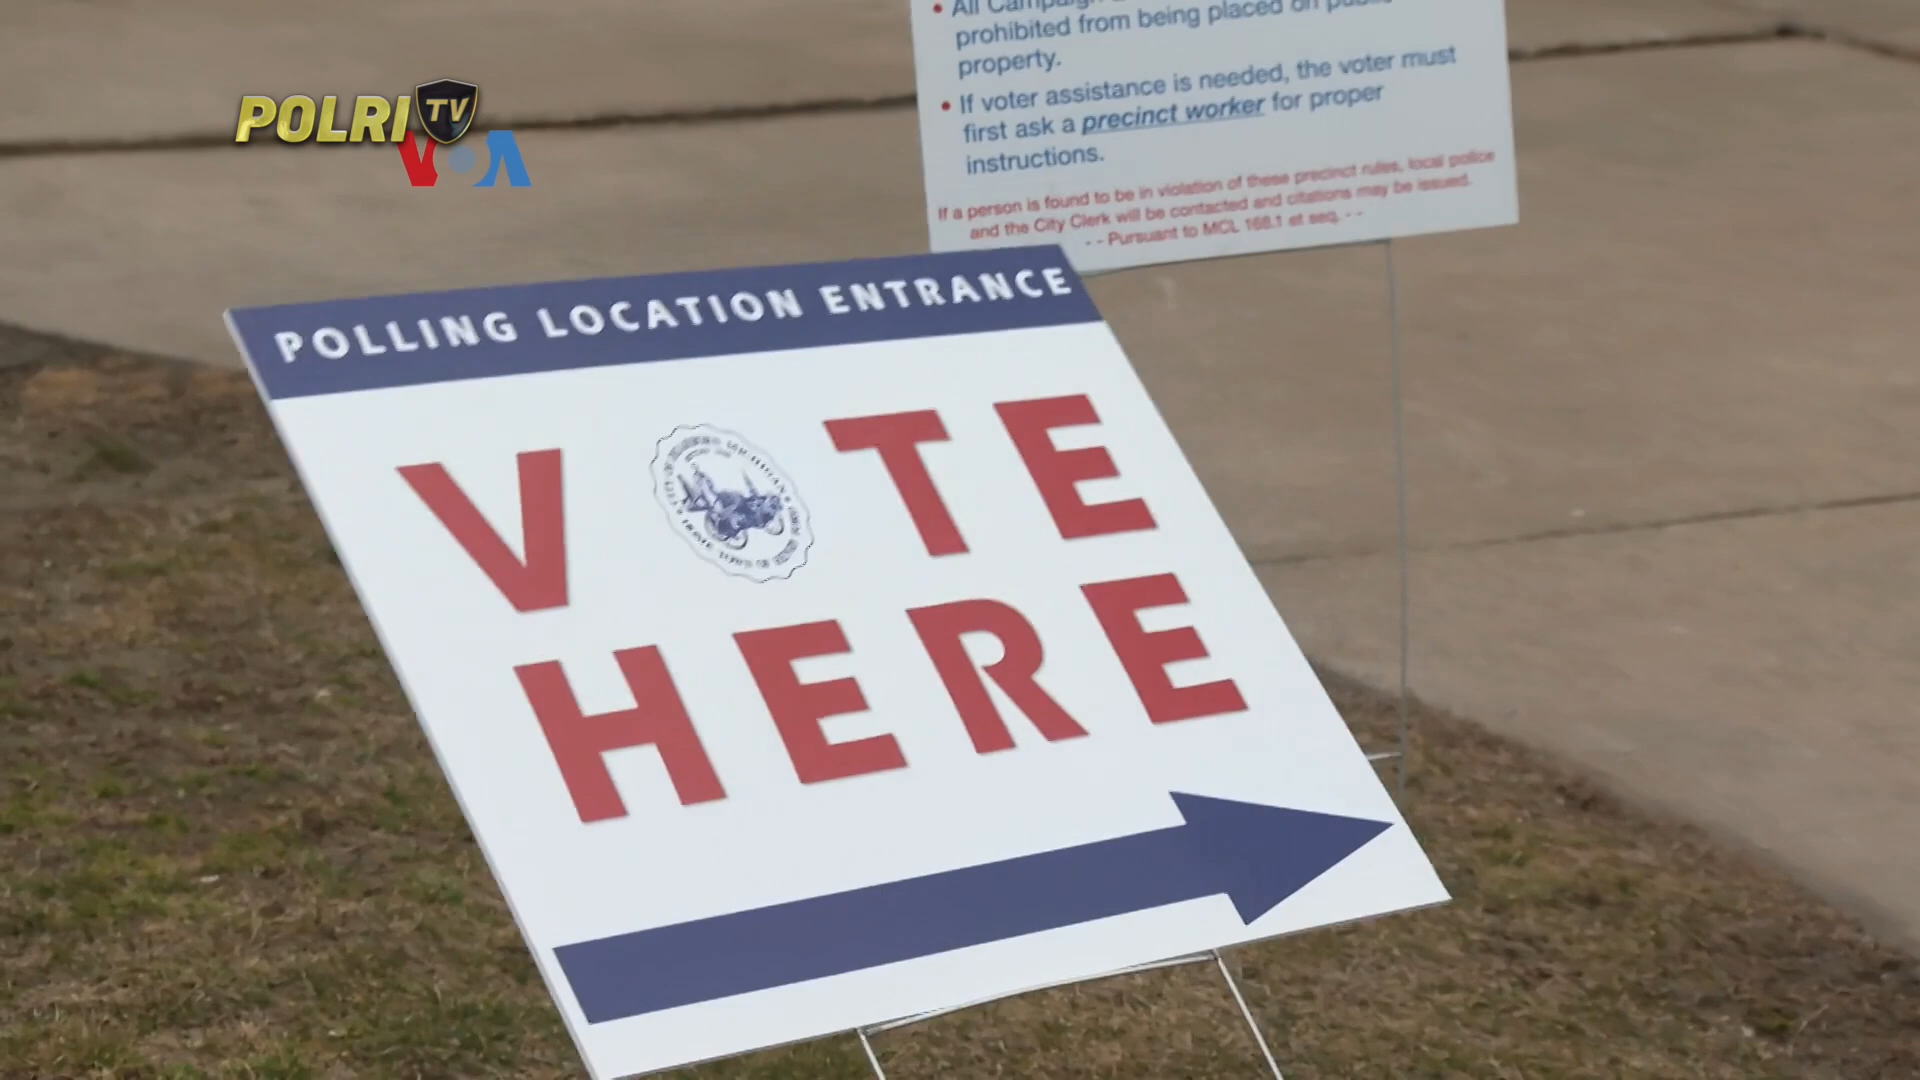 All Campaign
prohibited from being placed on public
property.
If voter assistance is needed, the voter must
first ask a precinct worker for proper
instructions.
If a person is found to be in violation of these precinct rules, local police
and the City Clerk will be contacted and citations may be issued.
- - Pursuant to MCL 168.1 et seq. - -
POLRI TV
VOA
POLLING LOCATION ENTRANCE
V TE
HERE